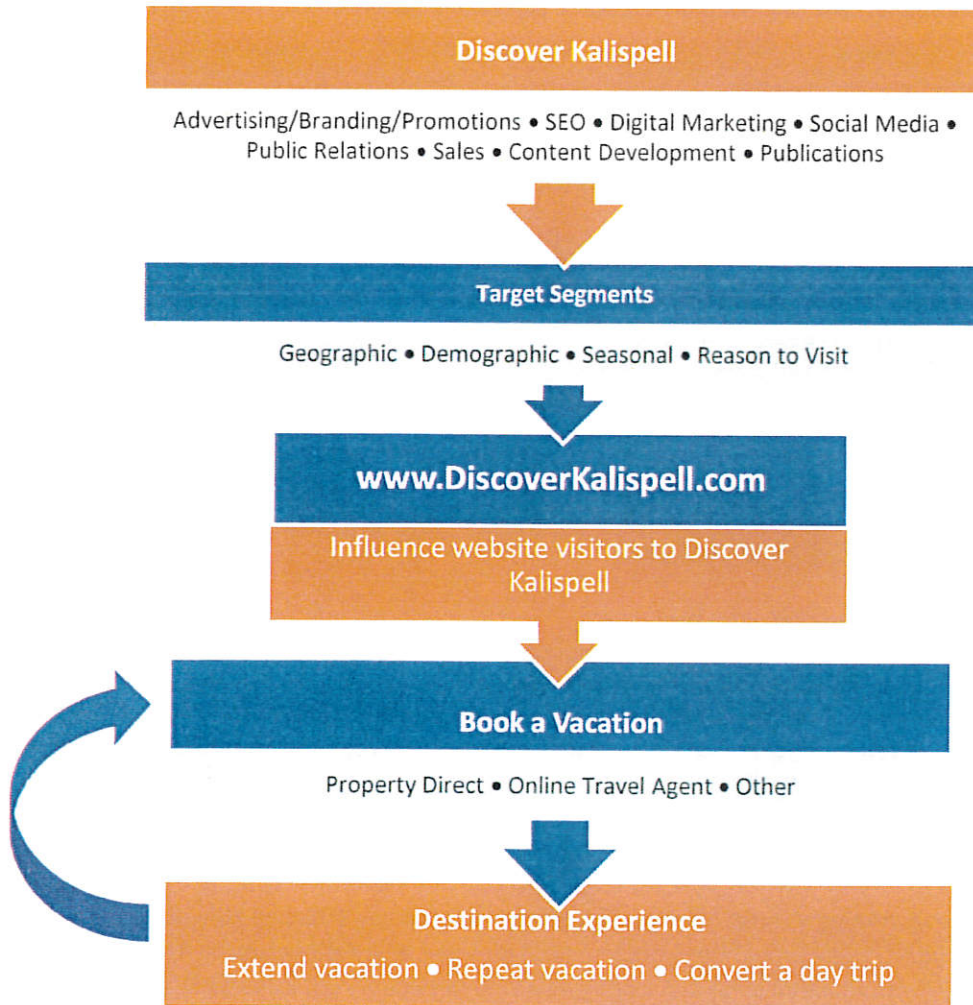 Discover Kalispell
Advertising/Branding/Promotions • SEO • Digital Marketing • Social Media •
Public Relations • Sales • Content Development • Publications
Target Segments
Geographic • Demographic • Seasonal • Reason to Visit
www.DiscoverKalispell.com
Influence website visitors to Discover
Kalispell
Book a Vacation
Property Direct • Online Travel Agent • Other
Destination Experience
Extend vacation • Repeat vacation • Convert a day trip